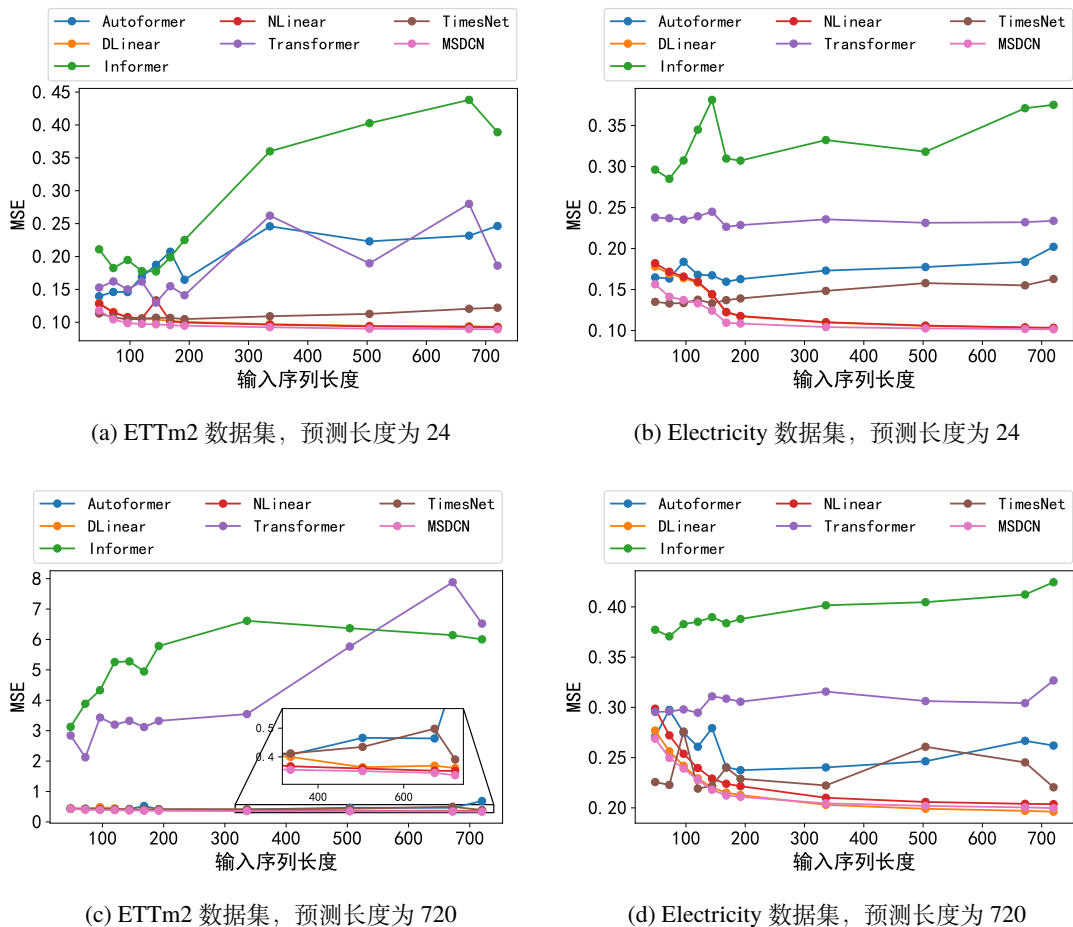 Autoformer NLinear TimesNet
DLinear Transformer MSDCN
Informer
0.45
0.40
0.35
0.30
0.25
0.20
0.15
0.10
MSE
100 200 300 400 500 600 700
输入序列长度
(a) ETTm2 数据集，预测长度为 24
Autoformer NLinear TimesNet
DLinear Transformer MSDCN
Informer
0.35
0.30
0.25
0.20
0.15
0.10
MSE
100 200 300 400 500 600 700
输入序列长度
(b) Electricity 数据集，预测长度为 24
Autoformer NLinear TimesNet
DLinear Transformer MSDCN
Informer
8
7
6
5
4
3
2
1
0
MSE
0.5
0.4
400 600
100 200 300 400 500 600 700
输入序列长度
(c) ETTm2 数据集，预测长度为 720
Autoformer NLinear TimesNet
DLinear Transformer MSDCN
Informer
0.40
0.35
0.30
0.25
0.20
MSE
100 200 300 400 500 600 700
输入序列长度
(d) Electricity 数据集，预测长度为 720